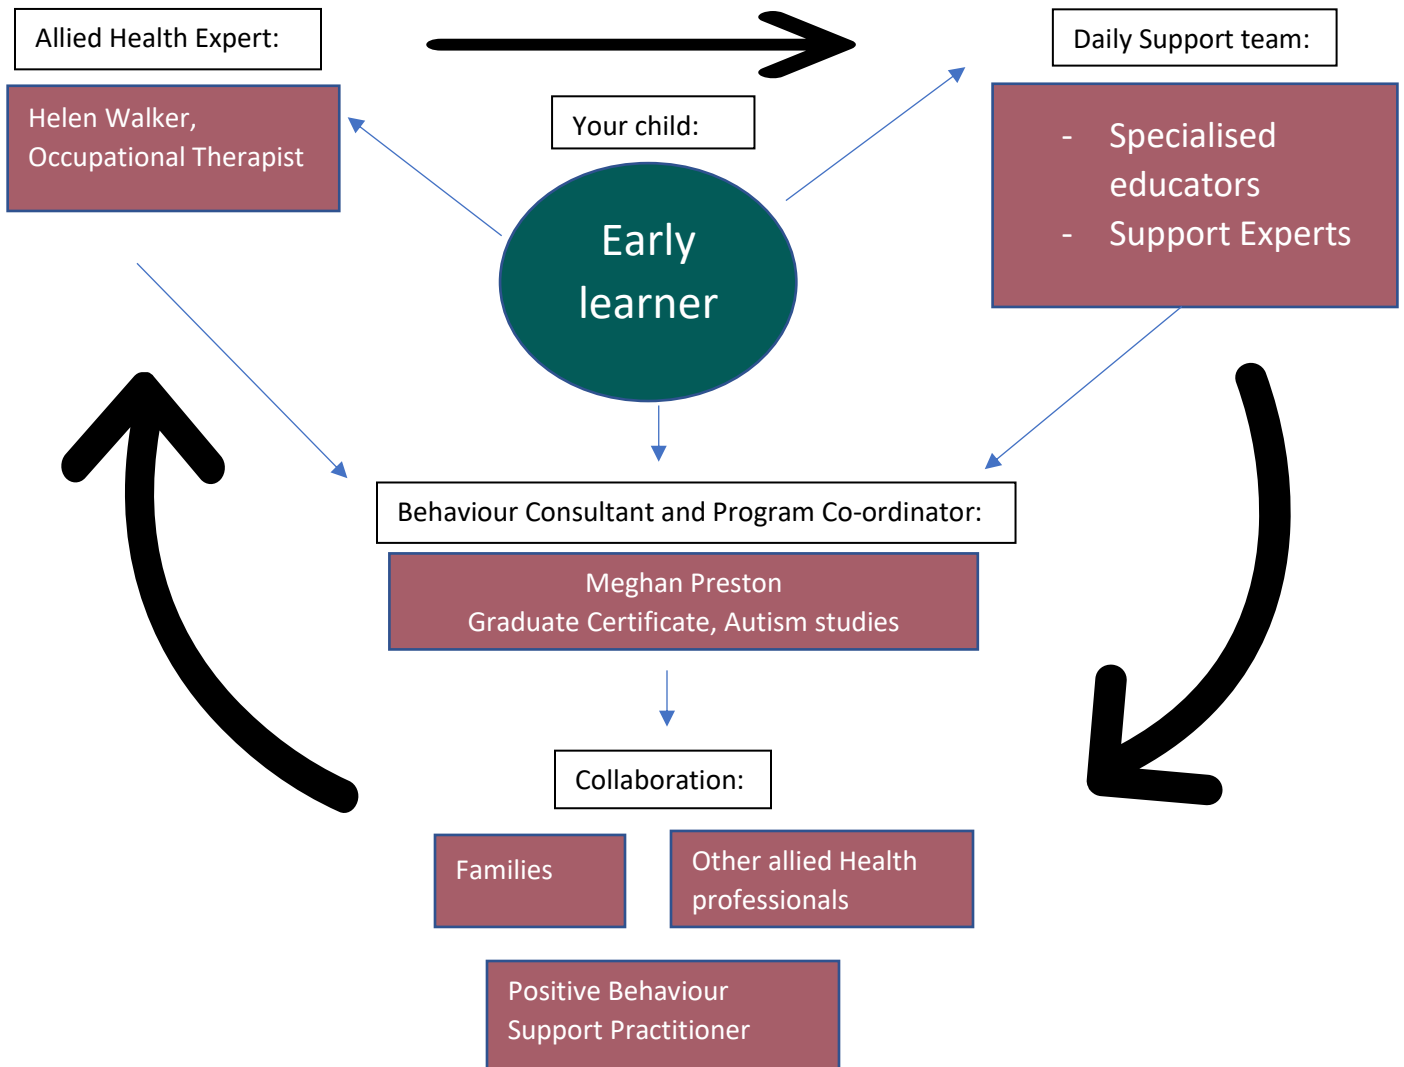 Allied Health Expert:
Helen Walker,
Occupational Therapist
Your child:
Early
learner
Daily Support team:
- Specialised
educators
- Support Experts
Behaviour Consultant and Program Co-ordinator:
Meghan Preston
Graduate Certificate, Autism studies
Collaboration:
Families
Other allied Health
professionals
Positive Behaviour
Support Practitioner